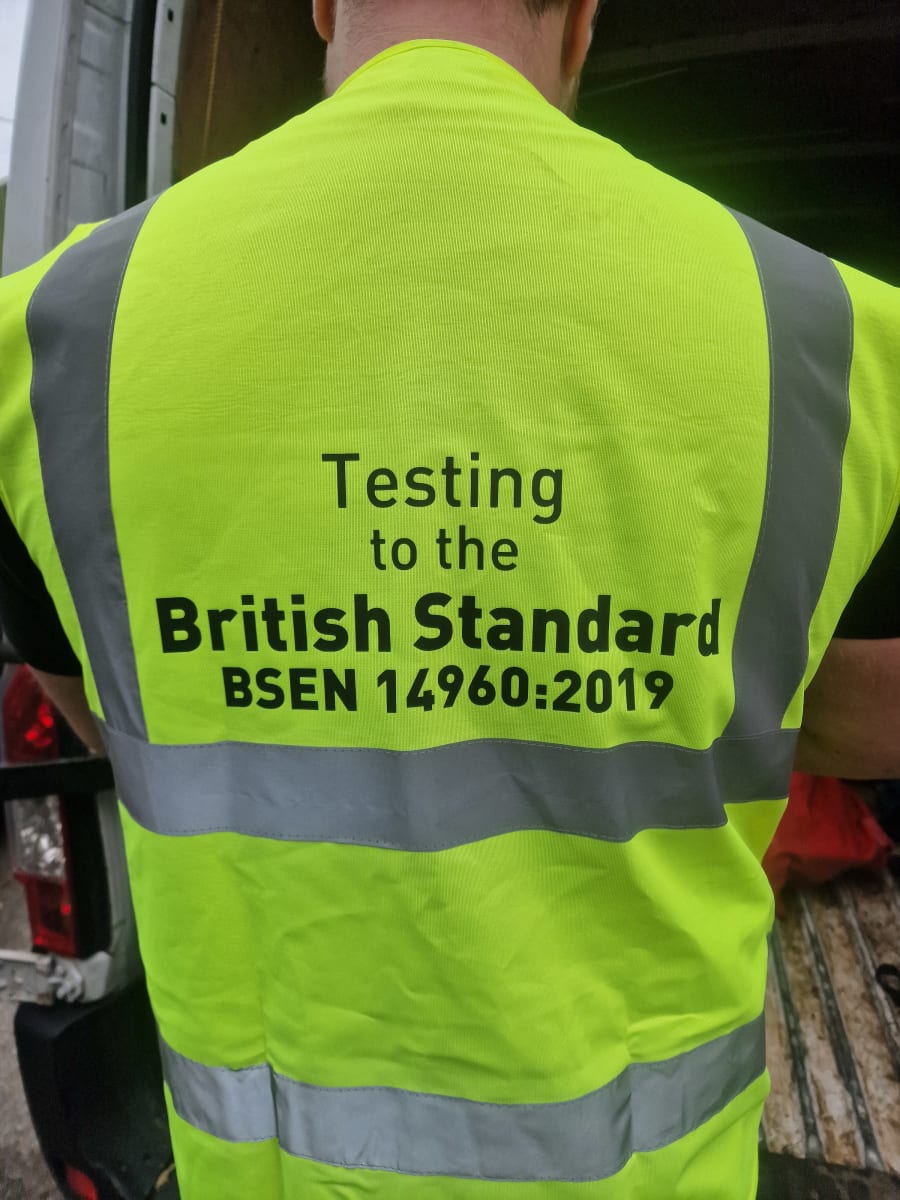 Testing
to the
British Standard
BSEN 14960:2019